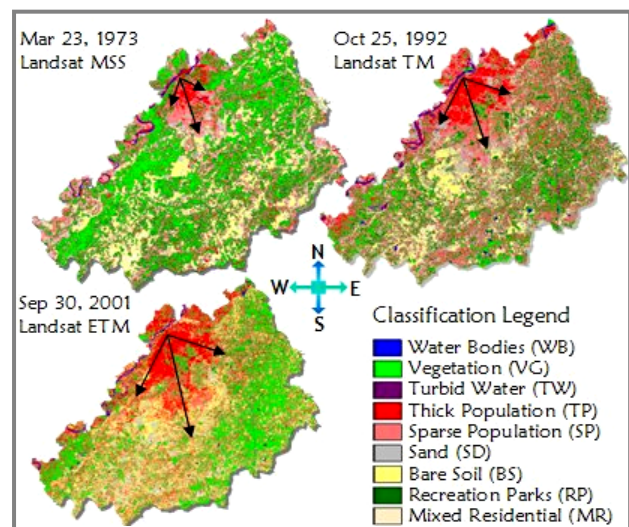 Mar 23, 1973
Landsat MSS
Oct 25, 1992
Landsat TM
Sep 30, 2001
Landsat ETM
N
W E
S
Classification Legend
Water Bodies (WB)
Vegetation (VG)
Turbid Water (TW)
Thick Population (TP)
Sparse Population (SP)
Sand (SD)
Bare Soil (BS)
Recreation Parks (RP)
Mixed Residential (MR)